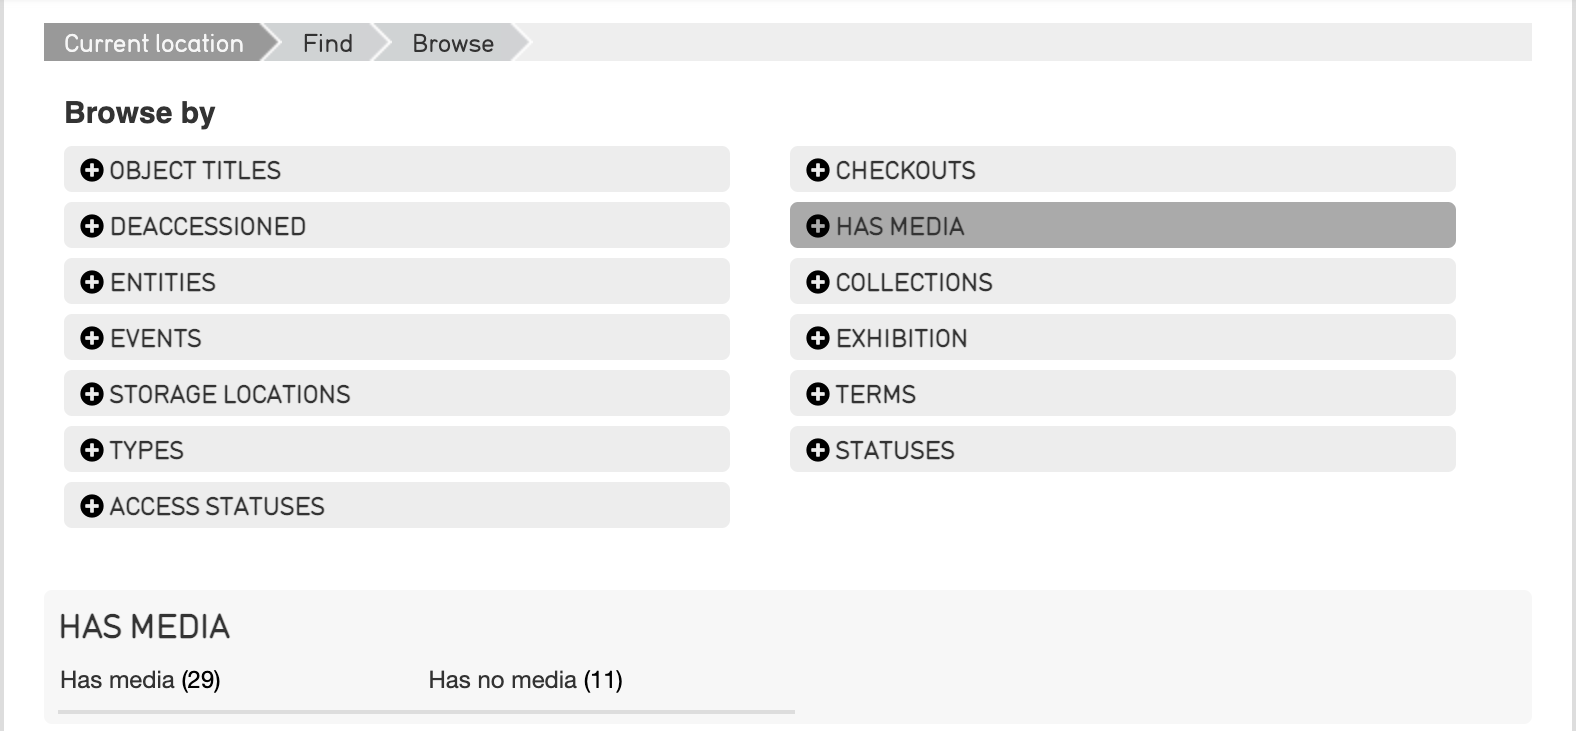 Current location Find Browse
Browse by
OBJECT TITLES
DEACCESSIONED
ENTITIES
EVENTS
STORAGE LOCATIONS
TYPES
ACCESS STATUSES
CHECKOUTS
HAS MEDIA
COLLECTIONS
EXHIBITION
TERMS
STATUSES
HAS MEDIA
Has media (29) Has no media (11)